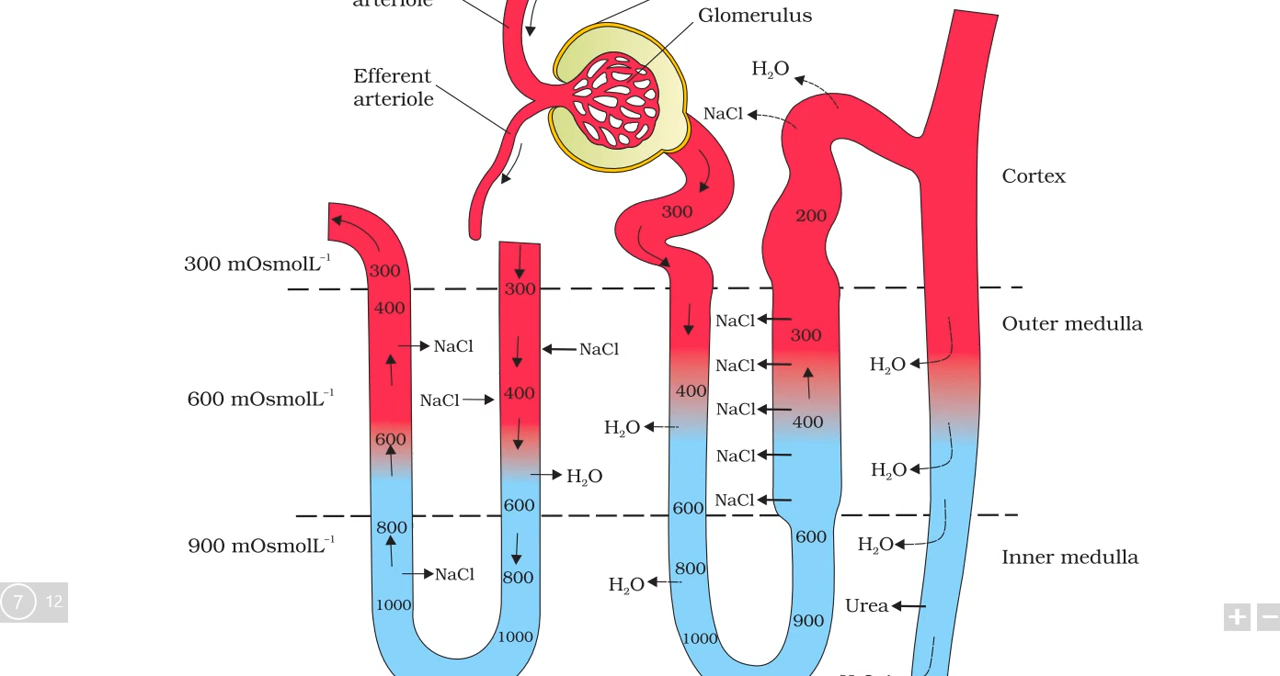 arteriole
Glomerulus
H₂O
Efferent
arteriole
NaCl
Cortex
300
200
300 mOsmolL⁻¹
300
300
400
Outer medulla
NaCl
300
NaCl
NaCl
NaCl
H₂O
600 mOsmolL⁻¹
NaCl
400
400
NaCl
400
H₂O
600
NaCl
H₂O
H₂O
NaCl
600
600
800
600
900 mOsmolL⁻¹
H₂O
Inner medulla
NaCl
800
800
H₂O
7
12
1000
Urea
900
1000
1000